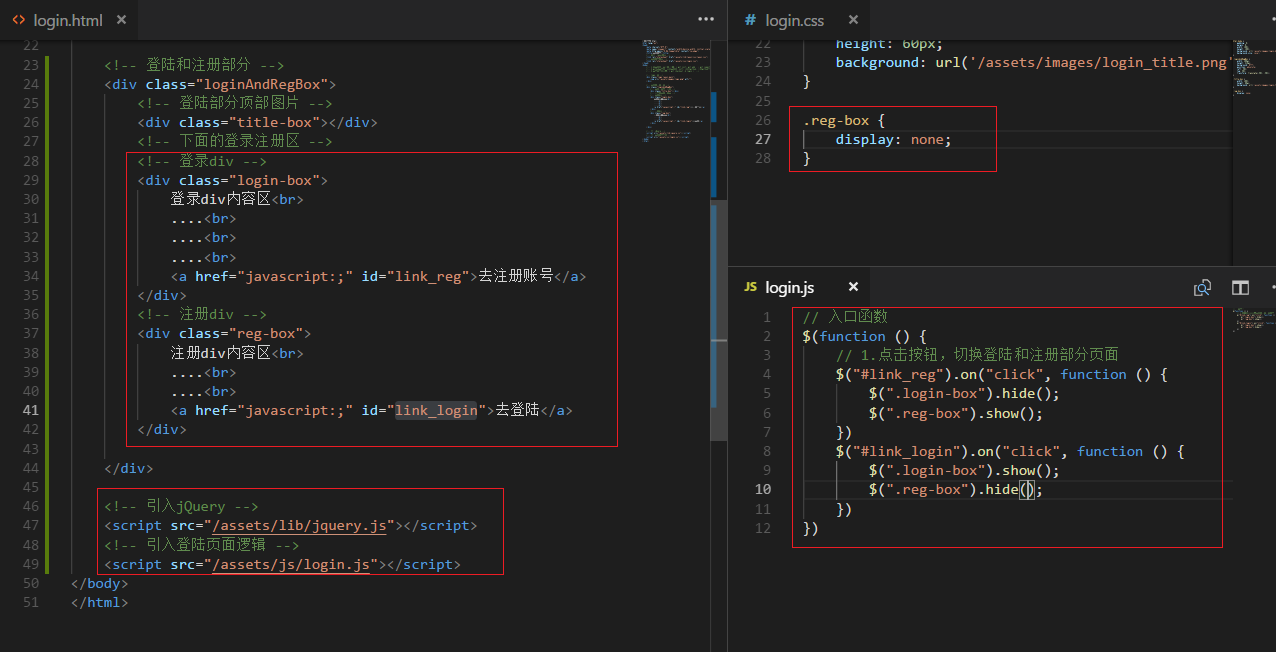 login.html
22
23 <!-- 登陆和注册部分 -->
24 <div class="loginAndRegBox">
25 <!-- 登陆部分顶部图片 -->
26 <div class="title-box"></div>
27 <!-- 下面的登录注册区 -->
28 <!-- 登录div -->
29 <div class="login-box">
30 登录div内容区<br>
31 ....<br>
32 ....<br>
33 ....<br>
34 <a href="javascript:;" id="link_reg">去注册账号</a>
35 </div>
36 <!-- 注册div -->
37 <div class="reg-box">
38 注册div内容区<br>
39 ....<br>
40 ....<br>
41 <a href="javascript:;" id="link_login">去登陆</a>
42 </div>
43
44 </div>
45
46 <!-- 引入jQuery -->
47 <script src="/assets/lib/jquery.js"></script>
48 <!-- 引入登陆页面逻辑 -->
49 <script src="/assets/js/login.js"></script>
50 </body>
51 </html>
# login.css
22 height: 60px;
23 background: url('/assets/images/login_title.png'
24 }
25
26 .reg-box {
27 display: none;
28 }
JS login.js
1 // 入口函数
2 $(function () {
3 // 1.点击按钮，切换登陆和注册部分页面
4 $("#link_reg").on("click", function () {
5 $(".login-box").hide();
6 $(".reg-box").show();
7 })
8 $("#link_login").on("click", function () {
9 $(".login-box").show();
10 $(".reg-box").hide();
11 })
12 })